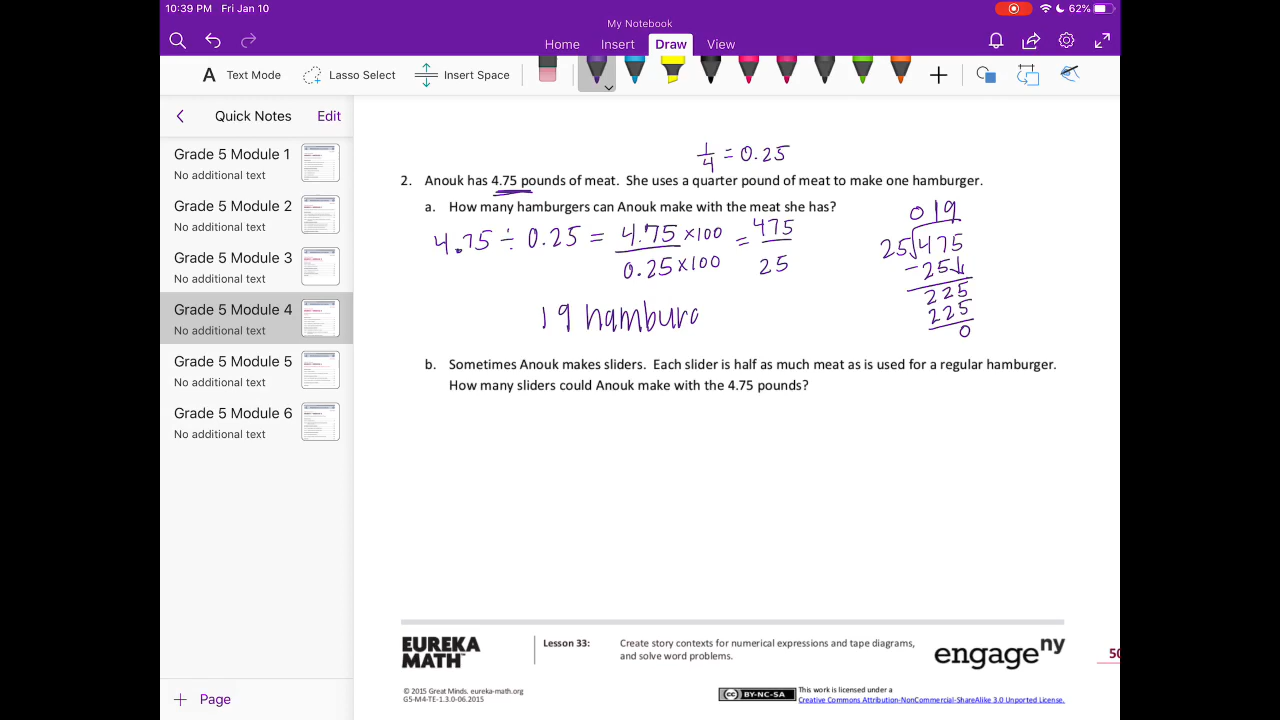 10:39 PM Fri Jan 10
62%
Home Insert Draw View
Text Mode Lasso Select Insert Space
Quick Notes Edit
Grade 5 Module 1
No additional text
Grade 5 Module 2
No additional text
Grade 5 Module 3
No additional text
Grade 5 Module 4
No additional text
Grade 5 Module 5
No additional text
Grade 5 Module 6
No additional text
+ Page
My Notebook
1/4 = 0.25
2. Anouk has 4.75 pounds of meat. She uses a quarter pound of meat to make one hamburger.
a. How many hamburgers can Anouk make with the meat she has?
4.75 ÷ 0.25 = 4.75 ×100 / 0.25 ×100 = 475 / 25
019
25 475
-25
225
225
0
19 hamburg
b. Sometimes Anouk makes sliders. Each slider is half as much meat as is used for a regular hamburger.
How many sliders could Anouk make with the 4.75 pounds?
EUREKA
MATH™
Lesson 33: Create story contexts for numerical expressions and tape diagrams,
and solve word problems.
engage ny
50
© 2015 Great Minds. eureka-math.org
G5-M4-TE-1.3.0-06.2015
CC BY-NC-SA
This work is licensed under a
Creative Commons Attribution-NonCommercial-ShareAlike 3.0 Unported License.